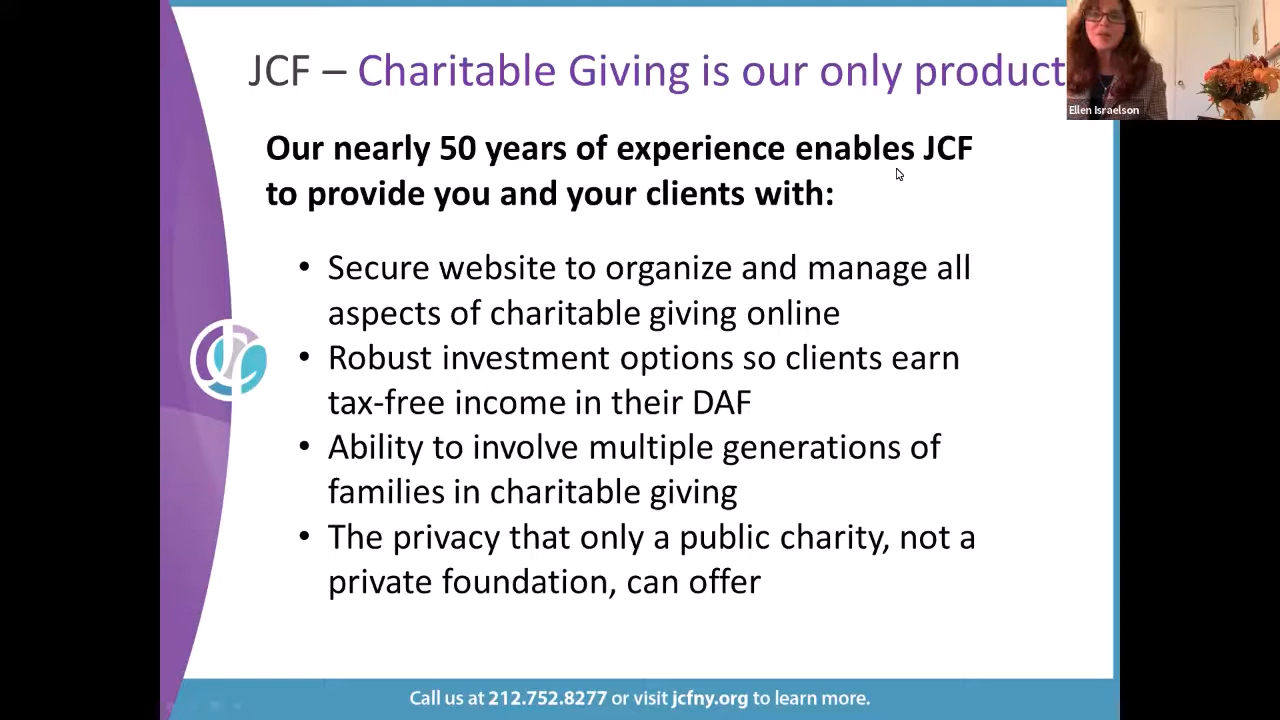 JCF – Charitable Giving is our only product
Ellen Israelson
Our nearly 50 years of experience enables JCF
to provide you and your clients with:
• Secure website to organize and manage all
aspects of charitable giving online
• Robust investment options so clients earn
tax-free income in their DAF
• Ability to involve multiple generations of
families in charitable giving
• The privacy that only a public charity, not a
private foundation, can offer
Call us at 212.752.8277 or visit jcfny.org to learn more.